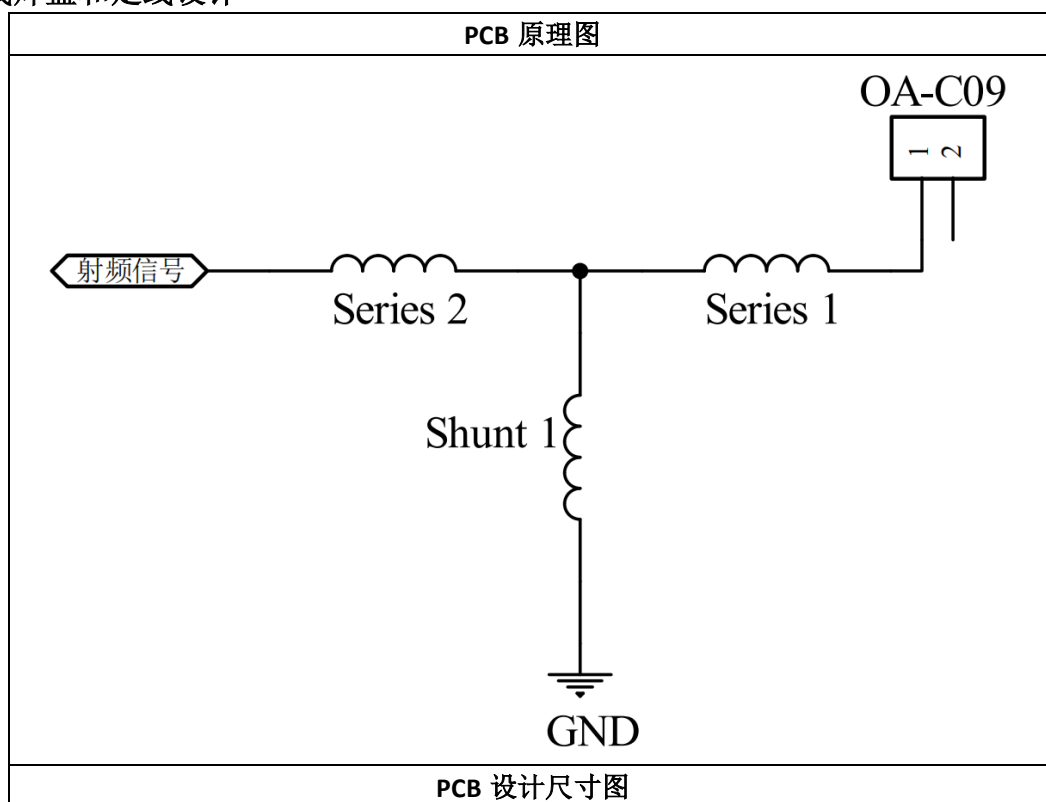 PCB 原理图
OA-C09
1
2
射频信号
Series 2
Series 1
Shunt 1
GND
PCB 设计尺寸图